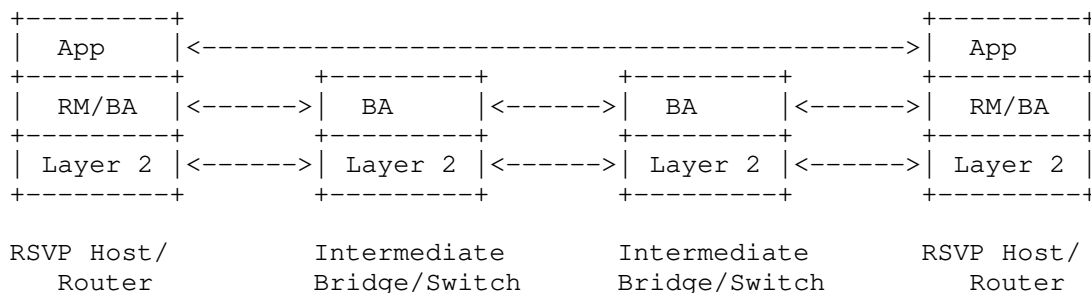 +---------+                                              +---------+
|  App    |<-------------------------------------------->|  App    |
+---------+         +---------+        +---------+        +---------+
|  RM/BA  |<------>|  BA     |<------>|  BA     |<------>|  RM/BA  |
+---------+        +---------+        +---------+        +---------+
| Layer 2 |<------>| Layer 2 |<------>| Layer 2 |<------>| Layer 2 |
+---------+        +---------+        +---------+        +---------+
RSVP Host/         Intermediate       Intermediate       RSVP Host/
   Router          Bridge/Switch      Bridge/Switch         Router